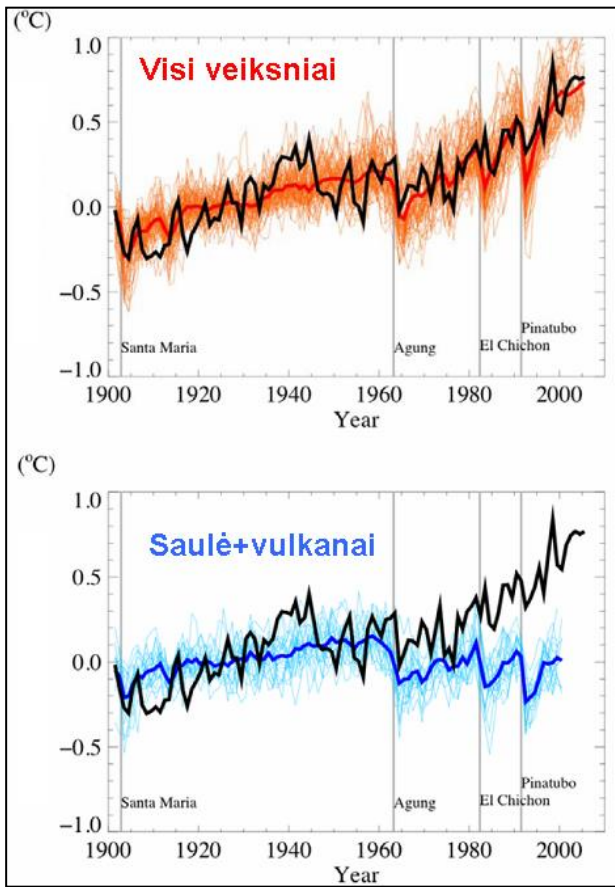 (°C)
1.0
Visi veiksniai
0.5
0.0
−0.5
Pinatubo
Santa Maria Agung El Chichon
−1.0
1900 1920 1940 1960 1980 2000
Year
(°C)
1.0
Saulė+vulkanai
0.5
0.0
−0.5
Pinatubo
Santa Maria Agung El Chichon
−1.0
1900 1920 1940 1960 1980 2000
Year